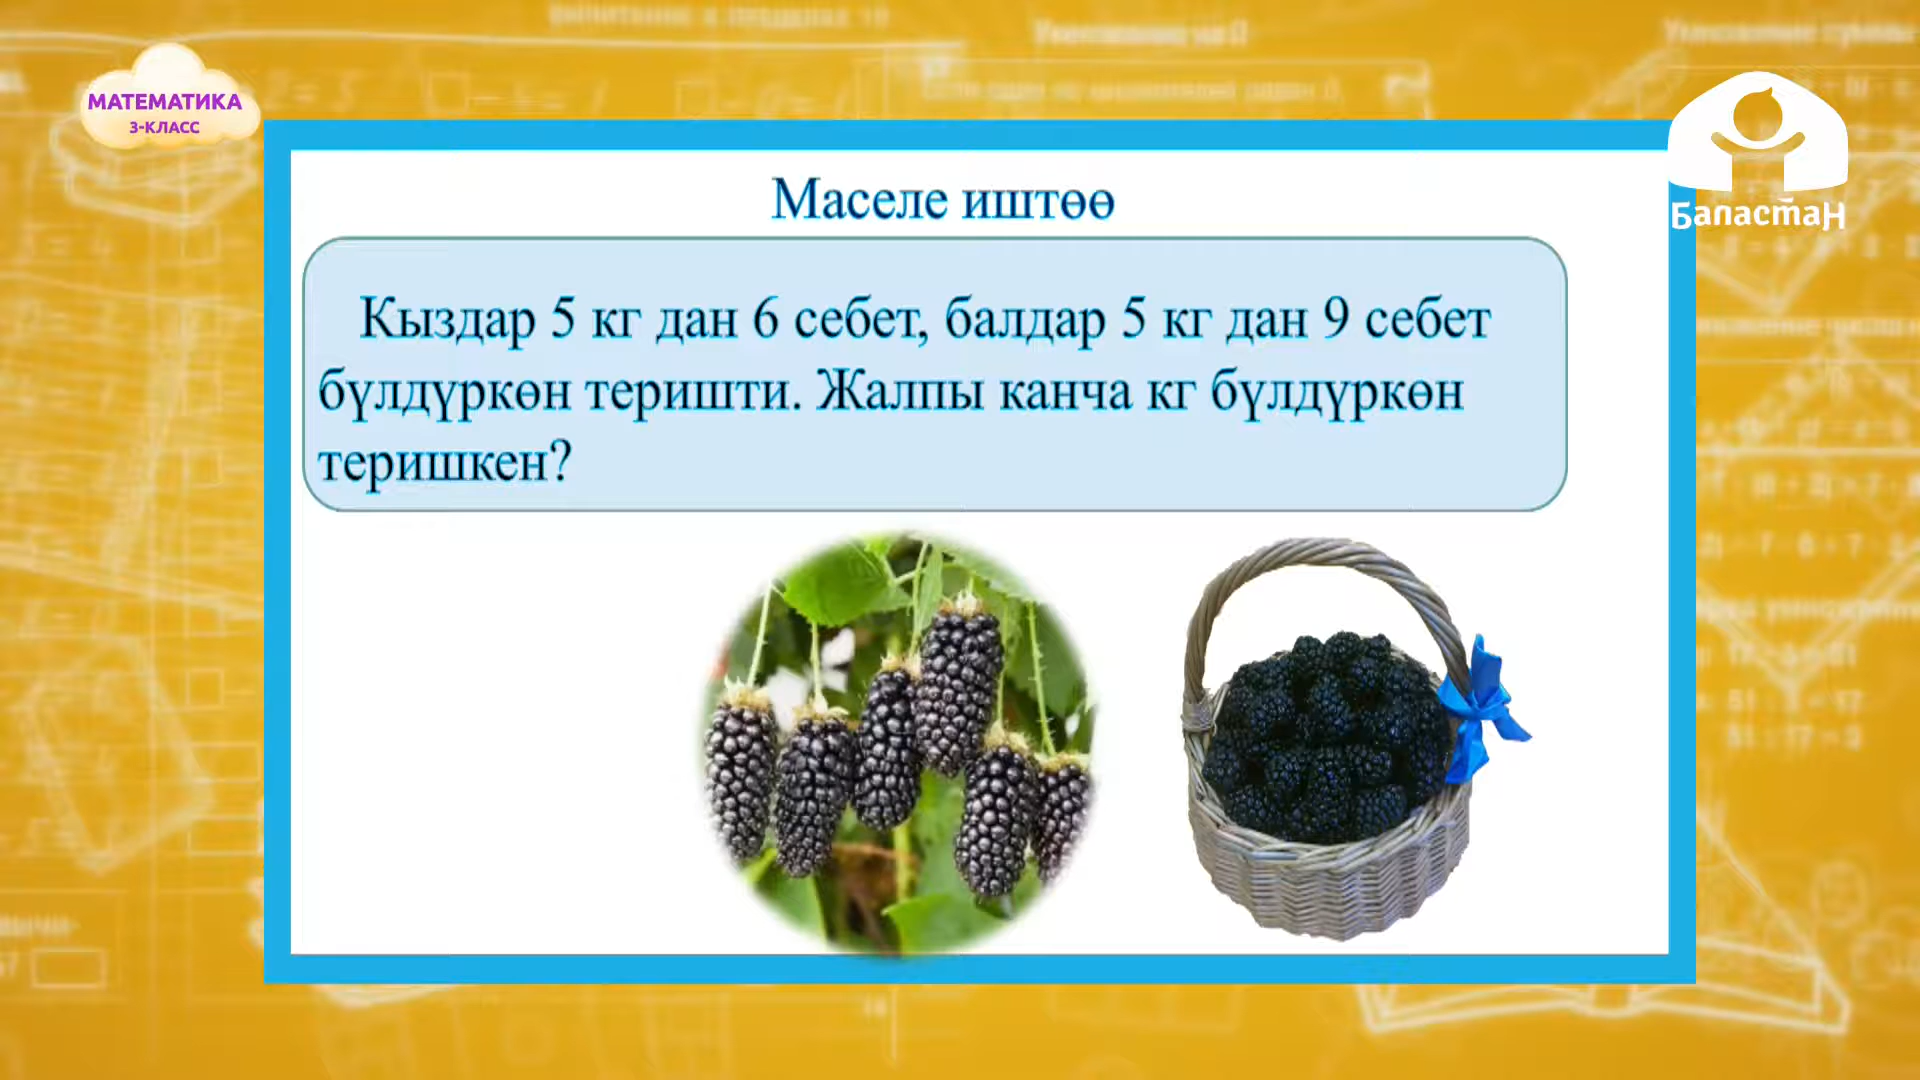 МАТЕМАТИКА
3-КЛАСС
Баластан
Маселе иштөө
Кыздар 5 кг дан 6 себет, балдар 5 кг дан 9 себет
бүлдүркөн теришти. Жалпы канча кг бүлдүркөн
теришкен?